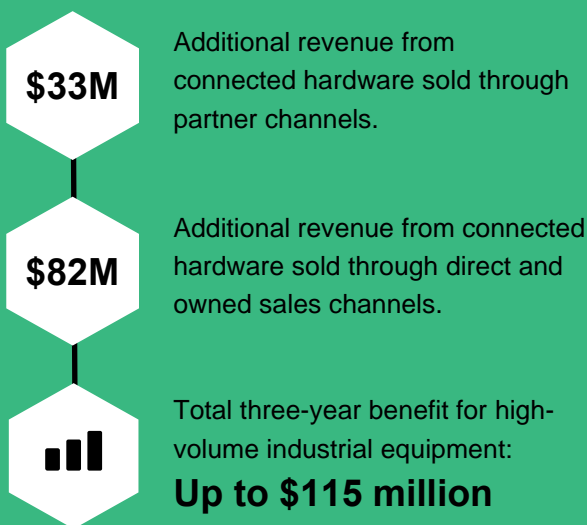 $33M
Additional revenue from
connected hardware sold through
partner channels.
$82M
Additional revenue from connected
hardware sold through direct and
owned sales channels.
Total three-year benefit for high-
volume industrial equipment:
Up to $115 million